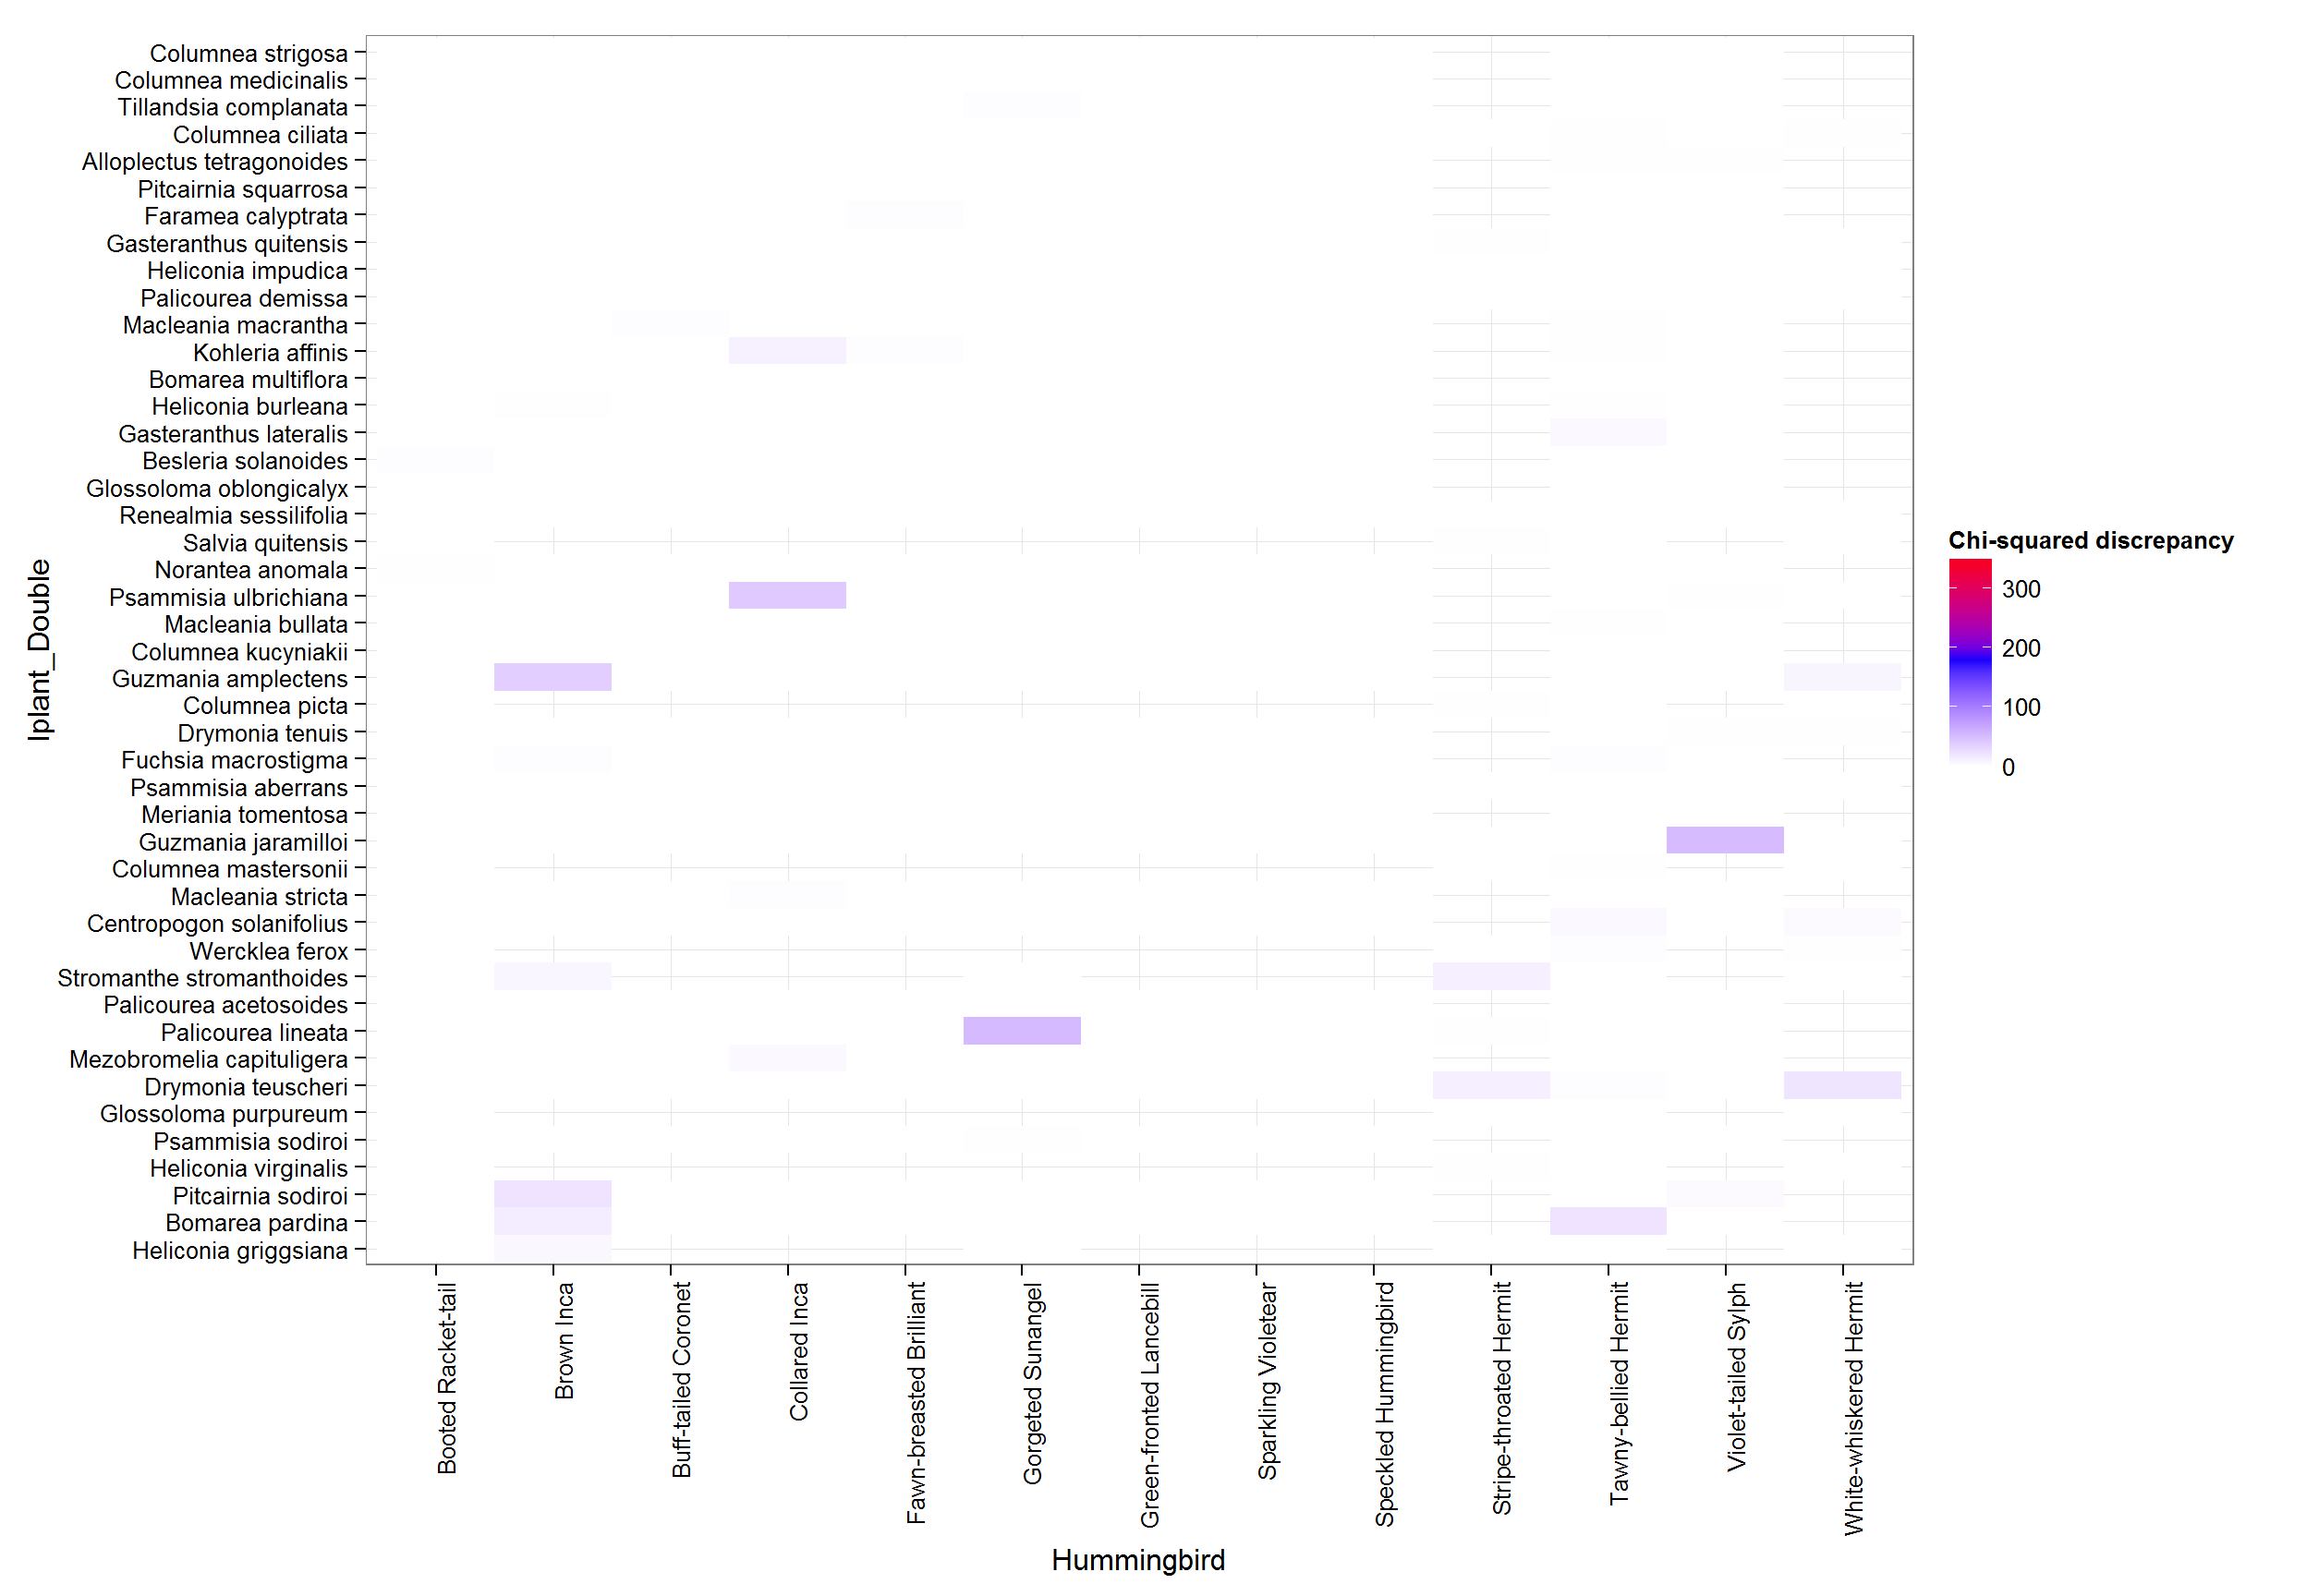 Columnea strigosa
Columnea medicinalis
Tillandsia complanata
Columnea ciliata
Alloplectus tetragonoides
Pitcairnia squarrosa
Faramea calyptrata
Gasteranthus quitensis
Heliconia impudica
Palicourea demissa
Macleania macrantha
Kohleria affinis
Bomarea multiflora
Heliconia burleana
Gasteranthus lateralis
Besleria solanoides
Glossoloma oblongicalyx
Renealmia sessilifolia
Salvia quitensis
Norantea anomala
Psammisia ulbrichiana
Macleania bullata
Columnea kucyniakii
Guzmania amplectens
Columnea picta
Drymonia tenuis
Fuchsia macrostigma
Psammisia aberrans
Meriania tomentosa
Guzmania jaramilloi
Columnea mastersonii
Macleania stricta
Centropogon solanifolius
Wercklea ferox
Stromanthe stromanthoides
Palicourea acetosoides
Palicourea lineata
Mezobromelia capituligera
Drymonia teuscheri
Glossoloma purpureum
Psammisia sodiroi
Heliconia virginalis
Pitcairnia sodiroi
Bomarea pardina
Heliconia griggsiana
Iplant_Double
Booted Racket-tail
Brown Inca
Buff-tailed Coronet
Collared Inca
Fawn-breasted Brilliant
Gorgeted Sunangel
Green-fronted Lancebill
Sparkling Violetear
Speckled Hummingbird
Stripe-throated Hermit
Tawny-bellied Hermit
Violet-tailed Sylph
White-whiskered Hermit
Hummingbird
Chi-squared discrepancy
300
200
100
0